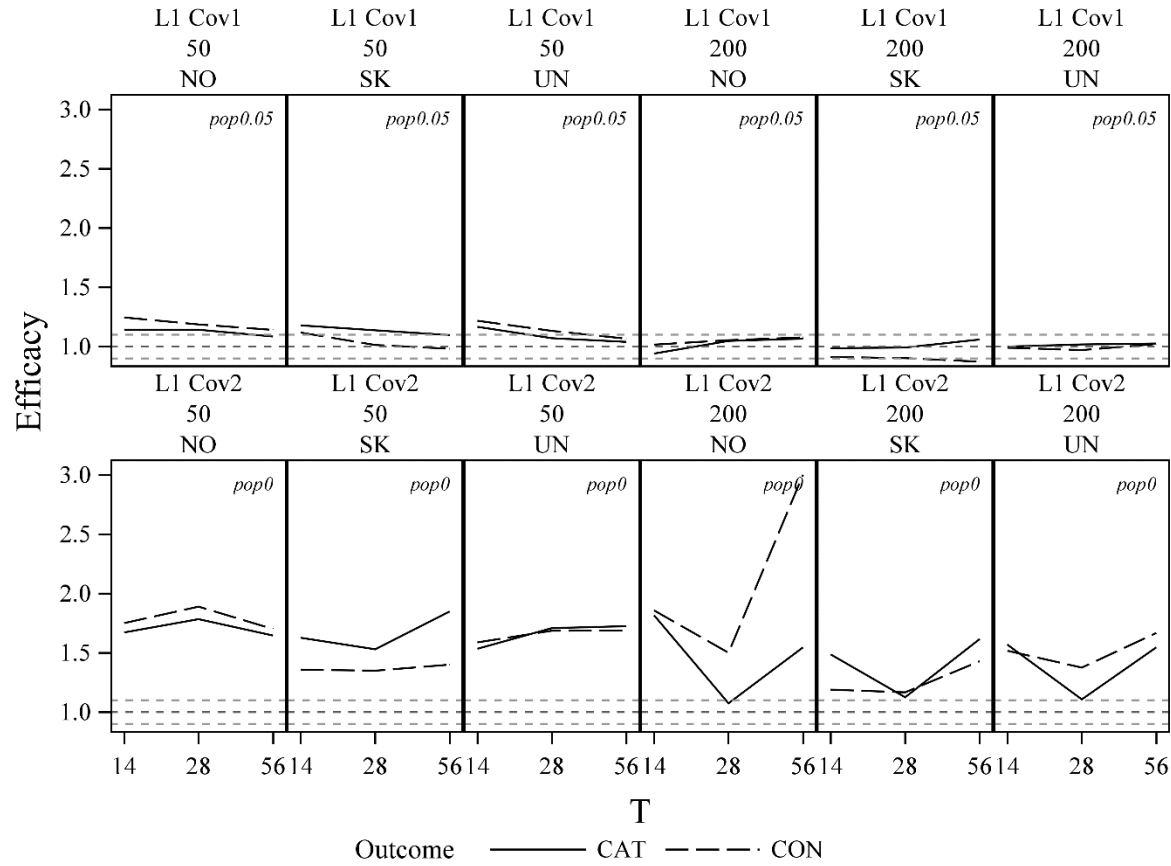 L1 Cov1 L1 Cov1 L1 Cov1 L1 Cov1 L1 Cov1 L1 Cov1
50 50 50 200 200 200
NO SK UN NO SK UN
3.0
pop0.05 pop0.05 pop0.05 pop0.05 pop0.05 pop0.05
2.5
2.0
1.5
1.0
Efficacy
L1 Cov2 L1 Cov2 L1 Cov2 L1 Cov2 L1 Cov2 L1 Cov2
50 50 50 200 200 200
NO SK UN NO SK UN
3.0
pop0 pop0 pop0 pop0 pop0 pop0
2.5
2.0
1.5
1.0
14 28 56 14 28 56 14 28 56 14 28 56 14 28 56 14 28 56
T
Outcome CAT CON